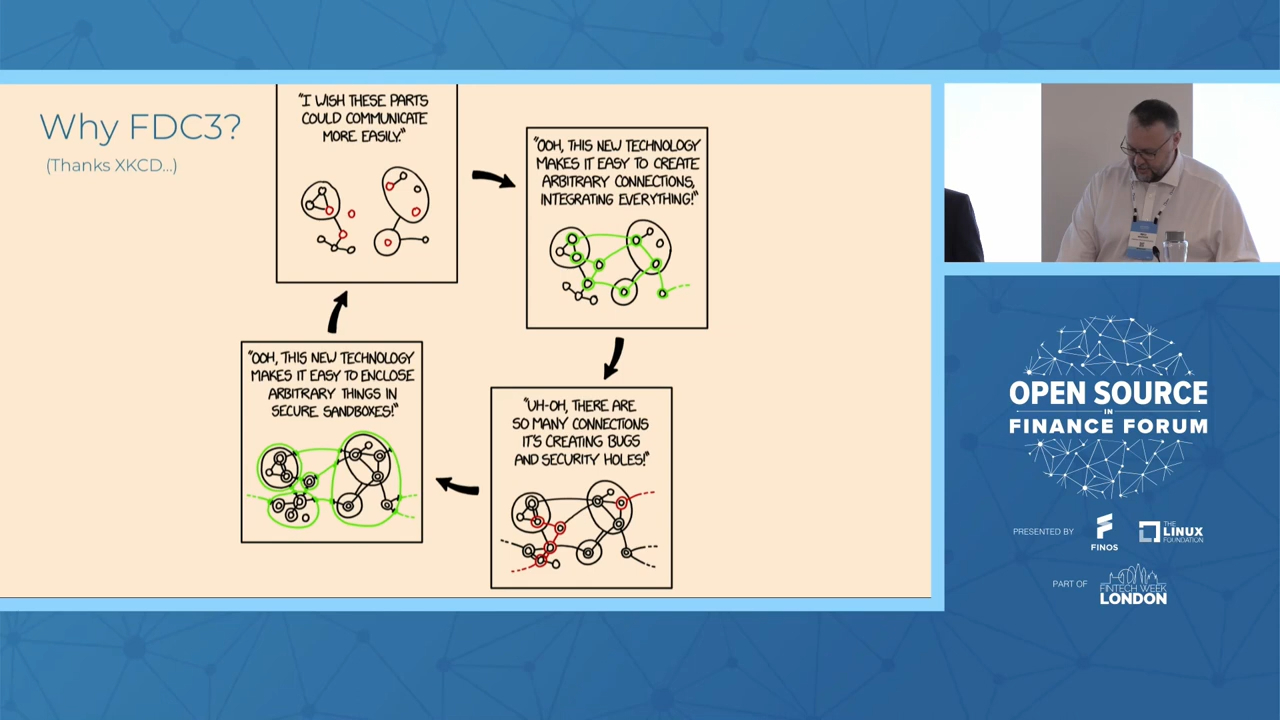 Why FDC3?
(Thanks XKCD...)
"I WISH THESE PARTS
COULD COMMUNICATE
MORE EASILY."
"OOH, THIS NEW TECHNOLOGY
MAKES IT EASY TO CREATE
ARBITRARY CONNECTIONS,
INTEGRATING EVERYTHING!"
"UH-OH, THERE ARE
SO MANY CONNECTIONS
IT'S CREATING BUGS
AND SECURITY HOLES!"
"OOH, THIS NEW TECHNOLOGY
MAKES IT EASY TO ENCLOSE
ARBITRARY THINGS IN
SECURE SANDBOXES!"
OPEN SOURCE
IN
FINANCE FORUM
PRESENTED BY
FINOS
THE
LINUX
FOUNDATION
PART OF
FINTECH WEEK
LONDON